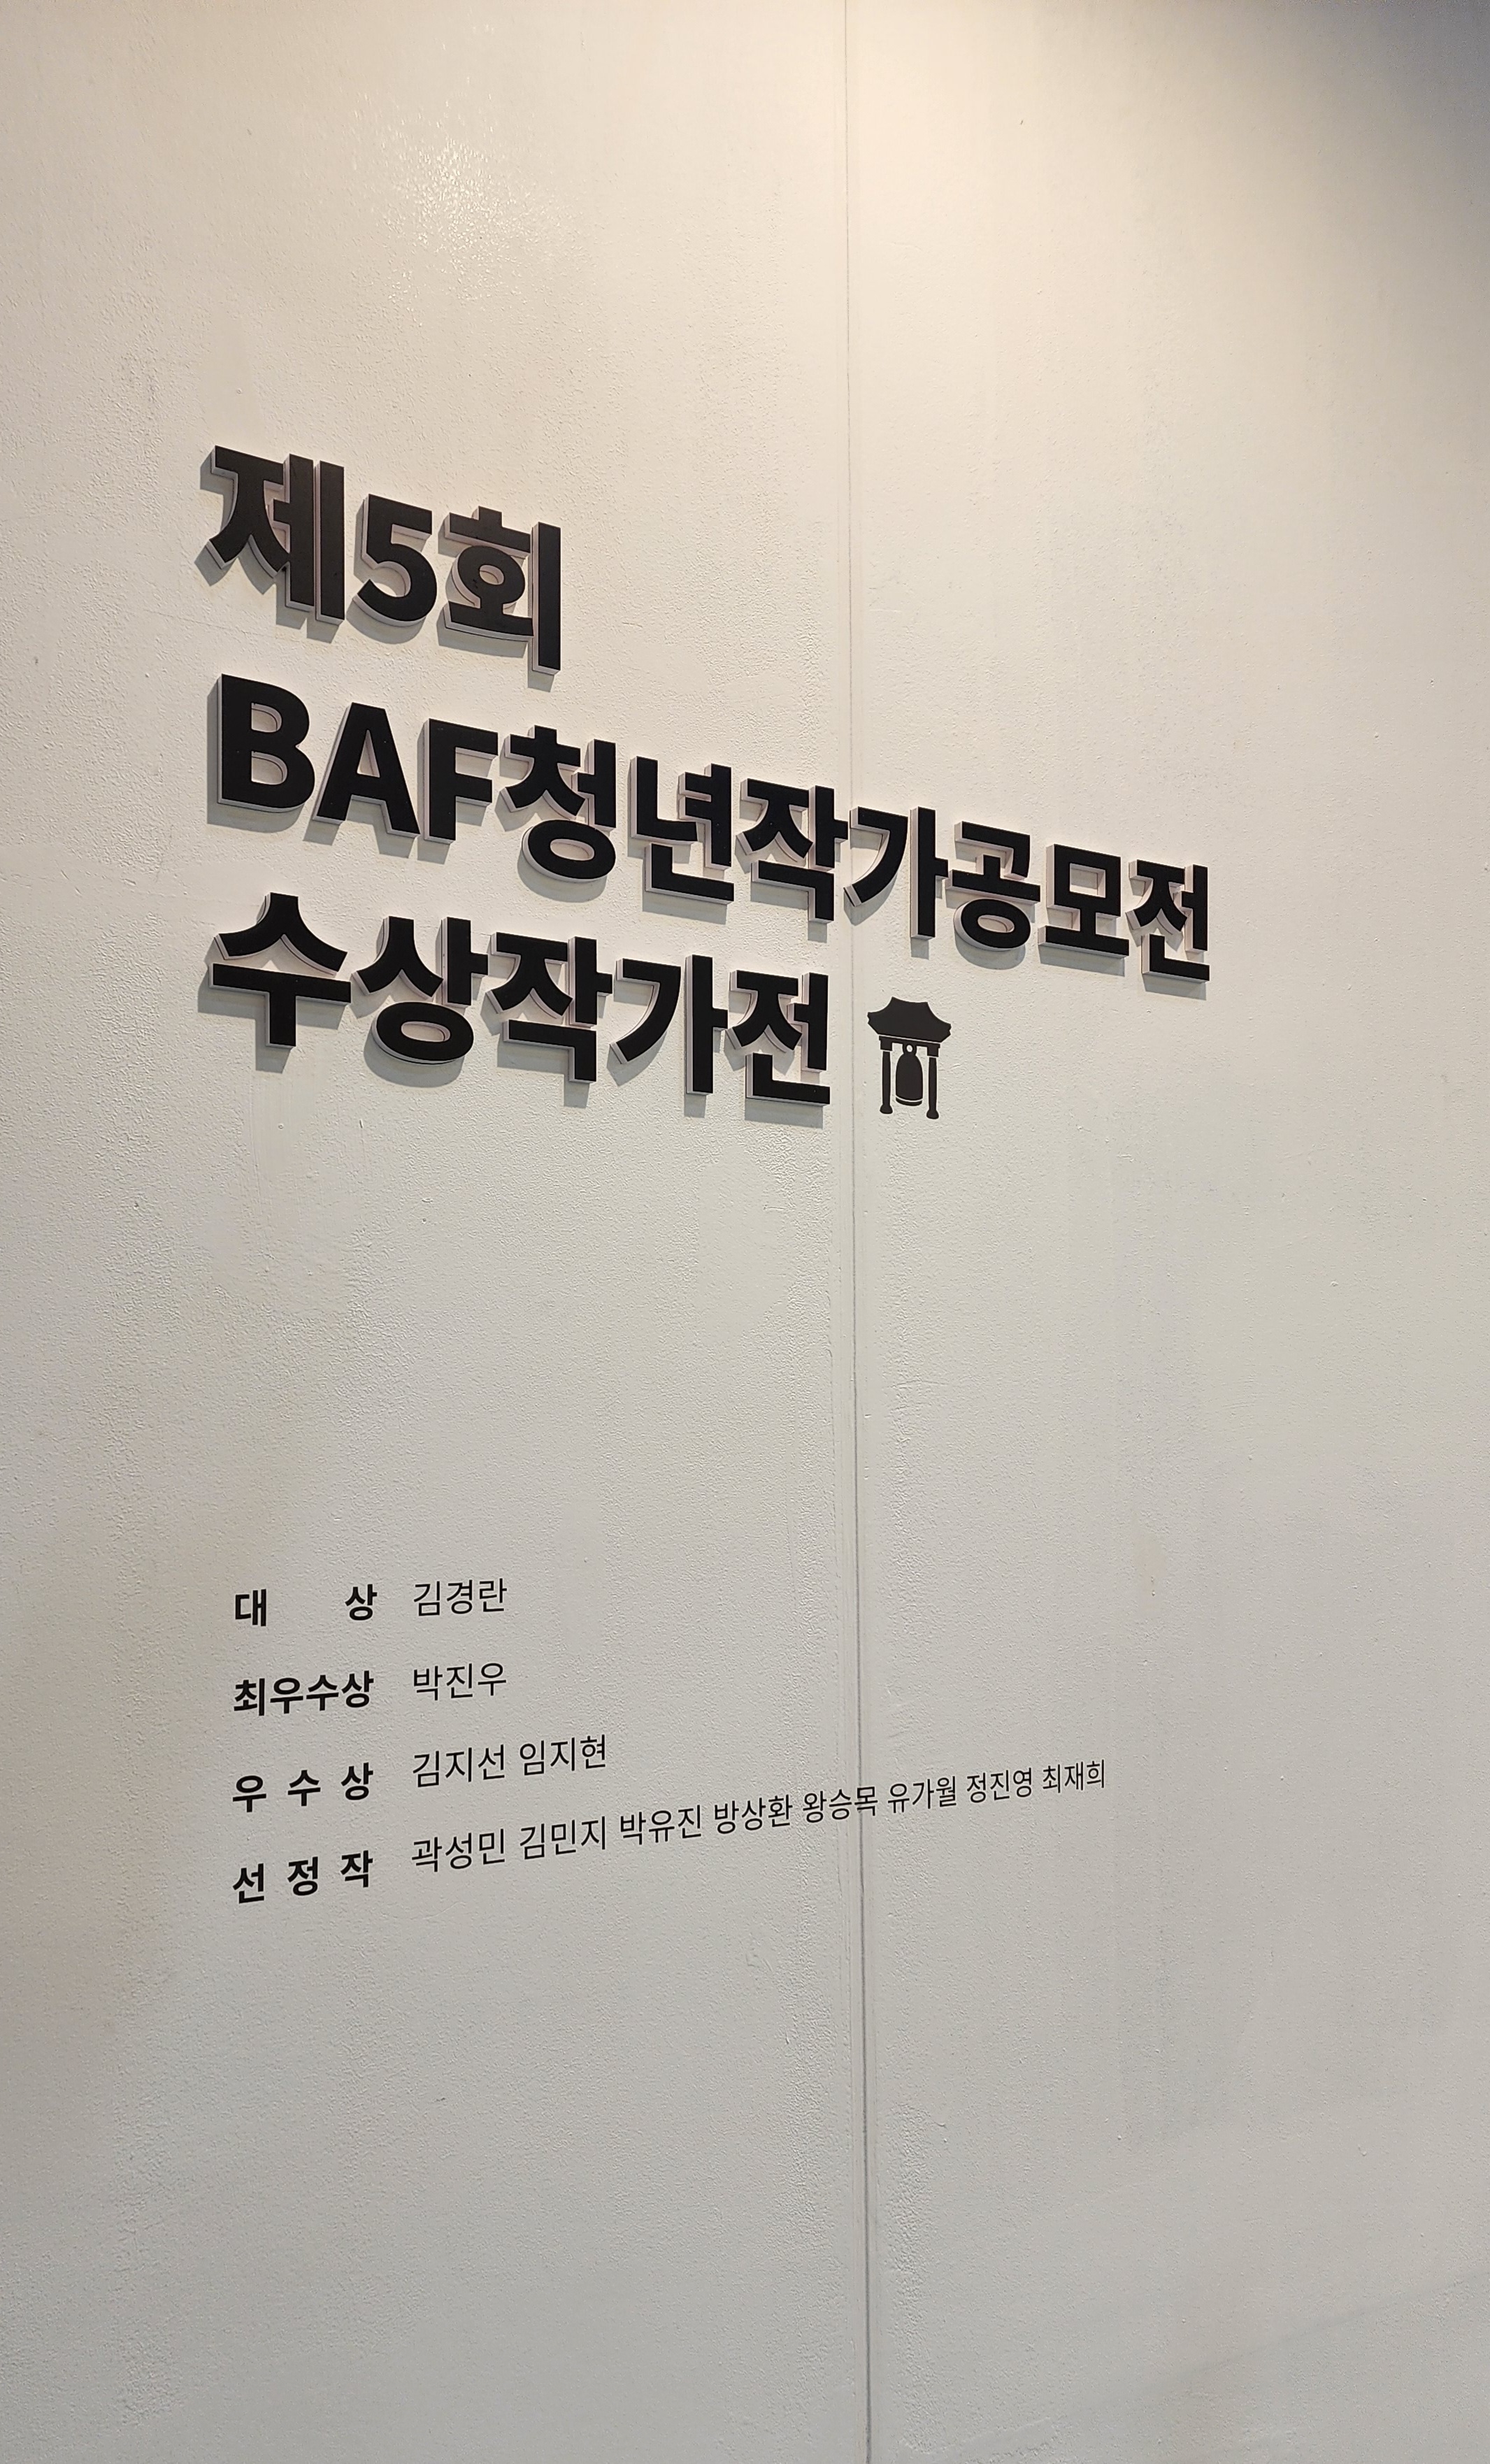 제5회
BAF청년작가공모전
수상작가전
대 상 김경란
최우수상 박진우
우 수 상 김지선 임지현
선 정 작 곽성민 김민지 박유진 방상환 왕승목 유가월 정진영 최재희